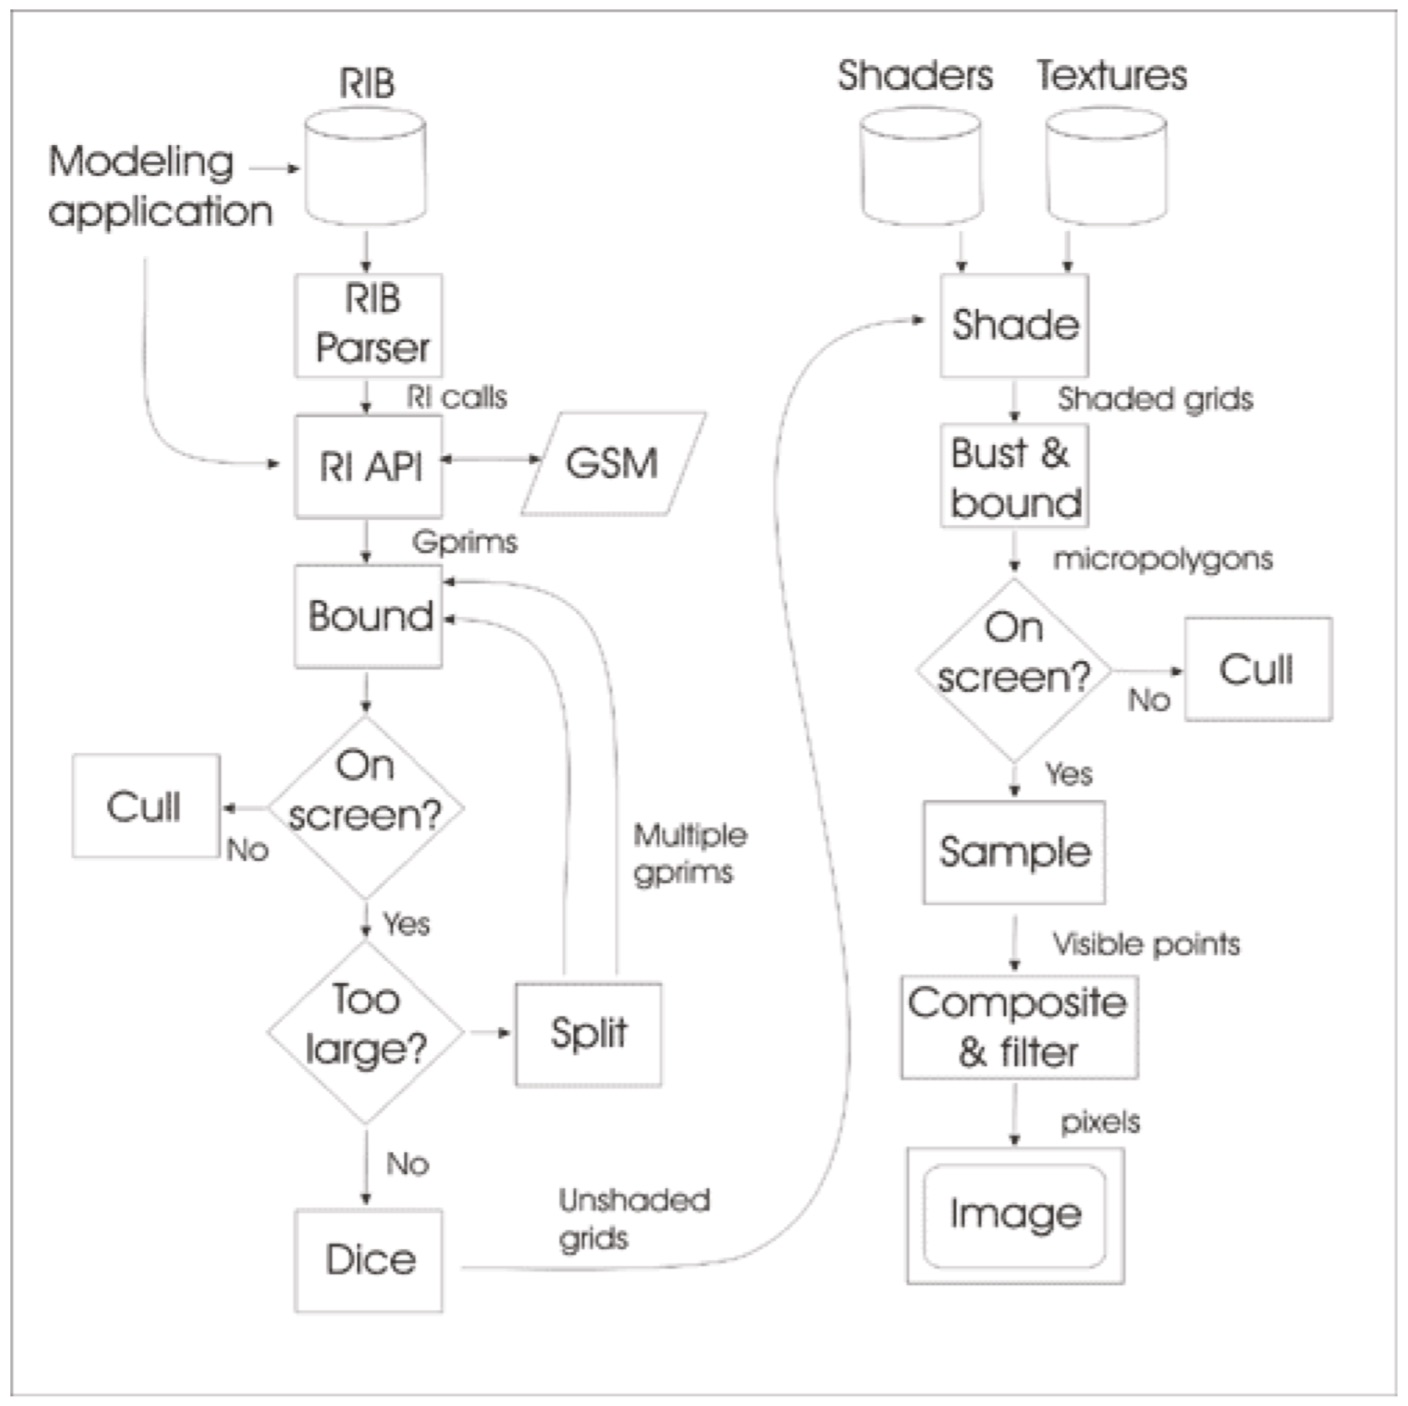 RIB
Modeling
application
RIB
Parser
RI calls
RI API
GSM
Gprims
Bound
On
screen?
Cull
No
Yes
Multiple
gprims
Too
large?
Split
No
Dice
Unshaded
grids
Shaders
Textures
Shade
Shaded grids
Bust &
bound
micropolygons
On
screen?
No
Cull
Yes
Sample
Visible points
Composite
& filter
pixels
Image